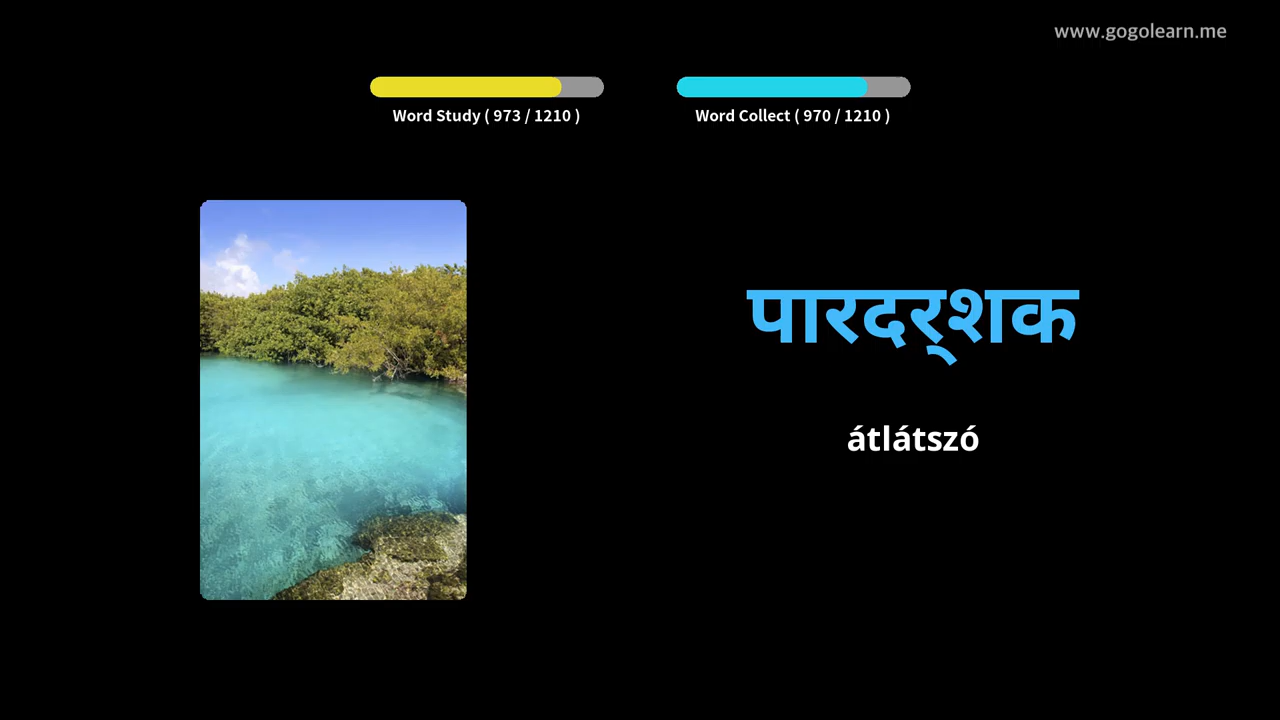 www.gogolearn.me
Word Study ( 973 / 1210 )
Word Collect ( 970 / 1210 )
पारदर्शक
átlátszó